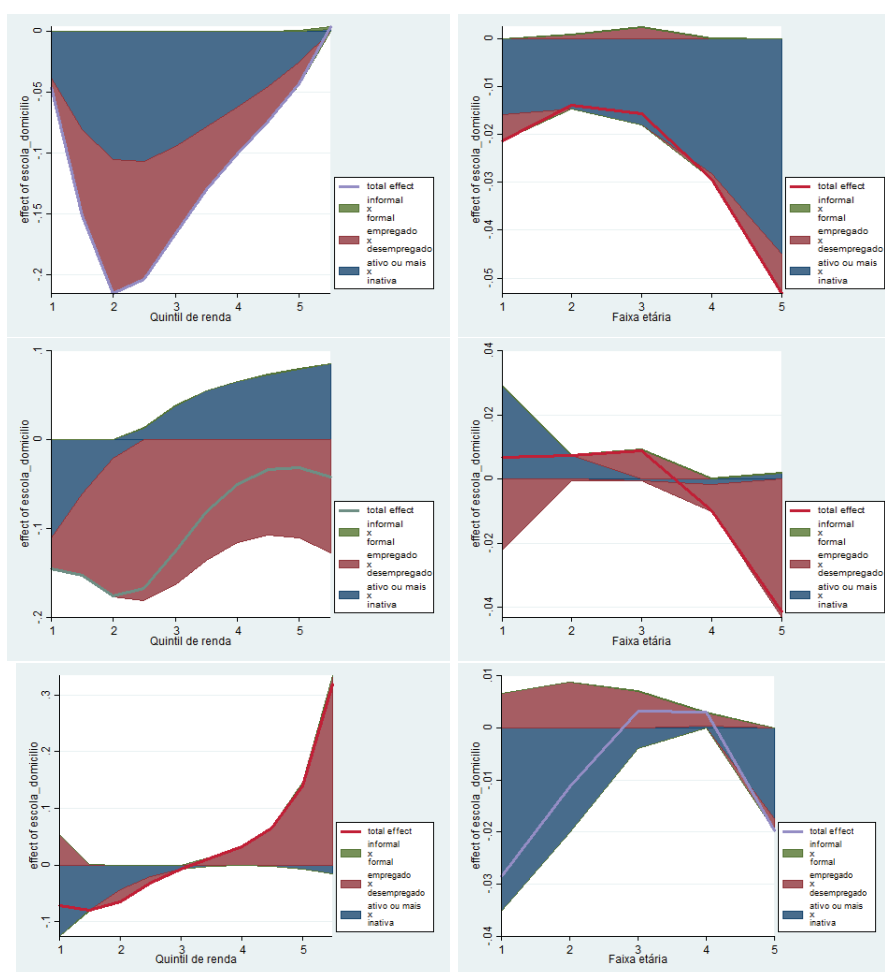 effect of escola_domicilio
0
-.05
-.1
-.15
-.2
1 2 3 4 5
Quintil de renda
total effect
informal
x
formal
empregado
x
desempregado
ativo ou mais
x
inativa
effect of escola_domicilio
0
-.01
-.02
-.03
-.04
-.05
1 2 3 4 5
Faixa etária
total effect
informal
x
formal
empregado
x
desempregado
ativo ou mais
x
inativa
effect of escola_domicilio
.1
0
-.1
-.2
1 2 3 4 5
Quintil de renda
total effect
informal
x
formal
empregado
x
desempregado
ativo ou mais
x
inativa
effect of escola_domicilio
.04
.02
0
-.02
-.04
1 2 3 4 5
Faixa etária
total effect
informal
x
formal
empregado
x
desempregado
ativo ou mais
x
inativa
effect of escola_domicilio
.3
.2
.1
0
-.1
1 2 3 4 5
Quintil de renda
total effect
informal
x
formal
empregado
x
desempregado
ativo ou mais
x
inativa
effect of escola_domicilio
.01
0
-.01
-.02
-.03
-.04
1 2 3 4 5
Faixa etária
total effect
informal
x
formal
empregado
x
desempregado
ativo ou mais
x
inativa